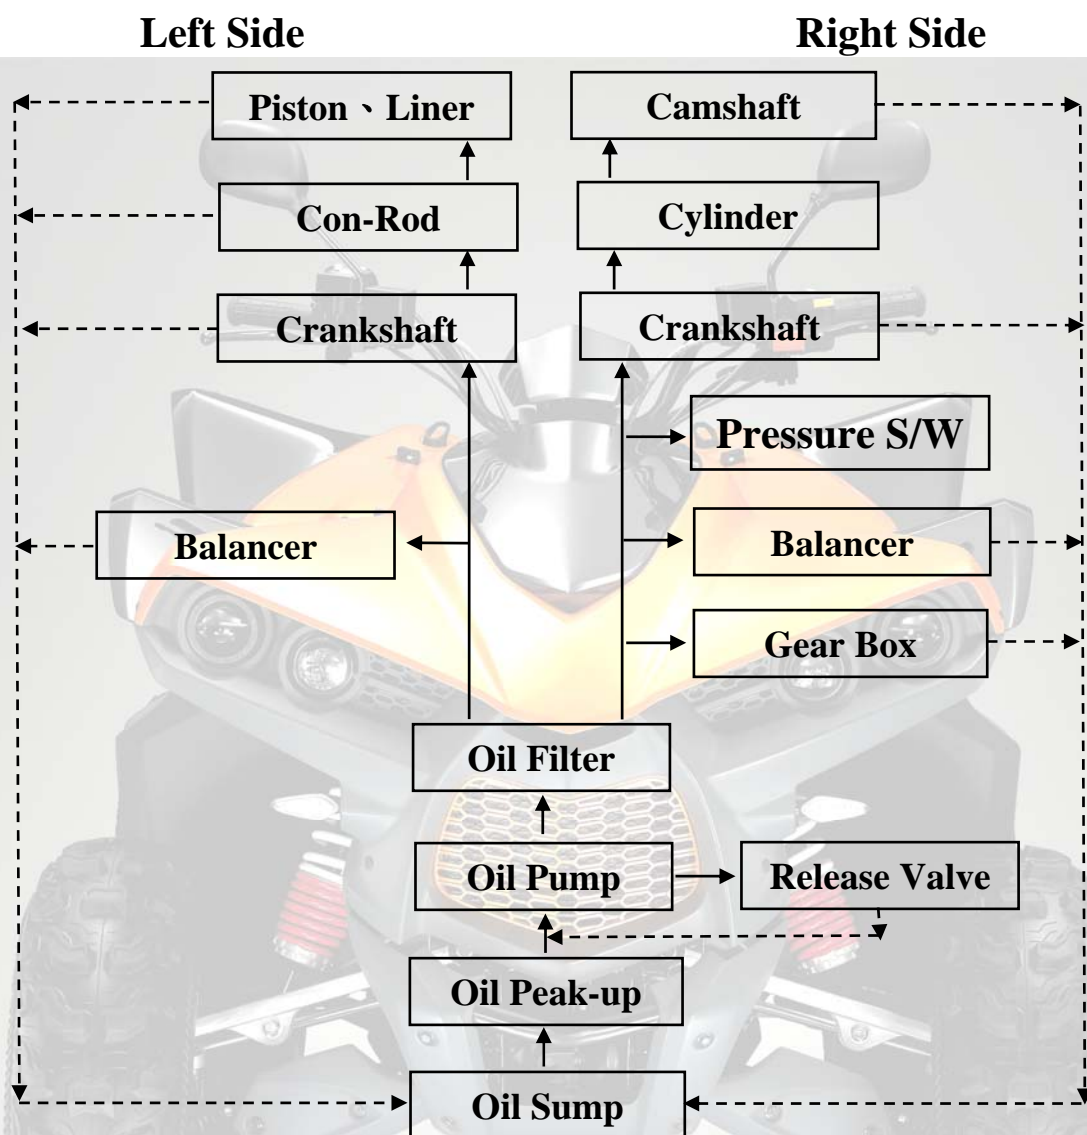 Left Side
Right Side
Piston、Liner
Camshaft
Con-Rod
Cylinder
Crankshaft
Crankshaft
Pressure S/W
Balancer
Balancer
Gear Box
Oil Filter
Oil Pump
Release Valve
Oil Peak-up
Oil Sump